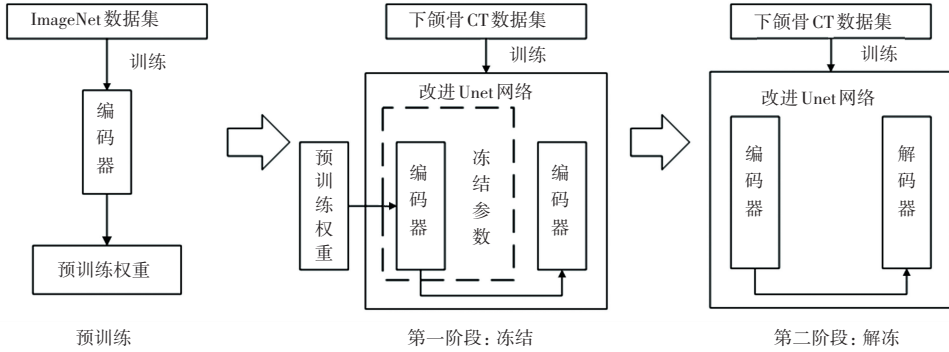 ImageNet数据集
训练
编码器
预训练权重
预训练
下颌骨CT数据集
训练
改进Unet网络
预训练权重
编码器
冻结参数
编码器
第一阶段:冻结
下颌骨CT数据集
训练
改进Unet网络
编码器
解码器
第二阶段:解冻